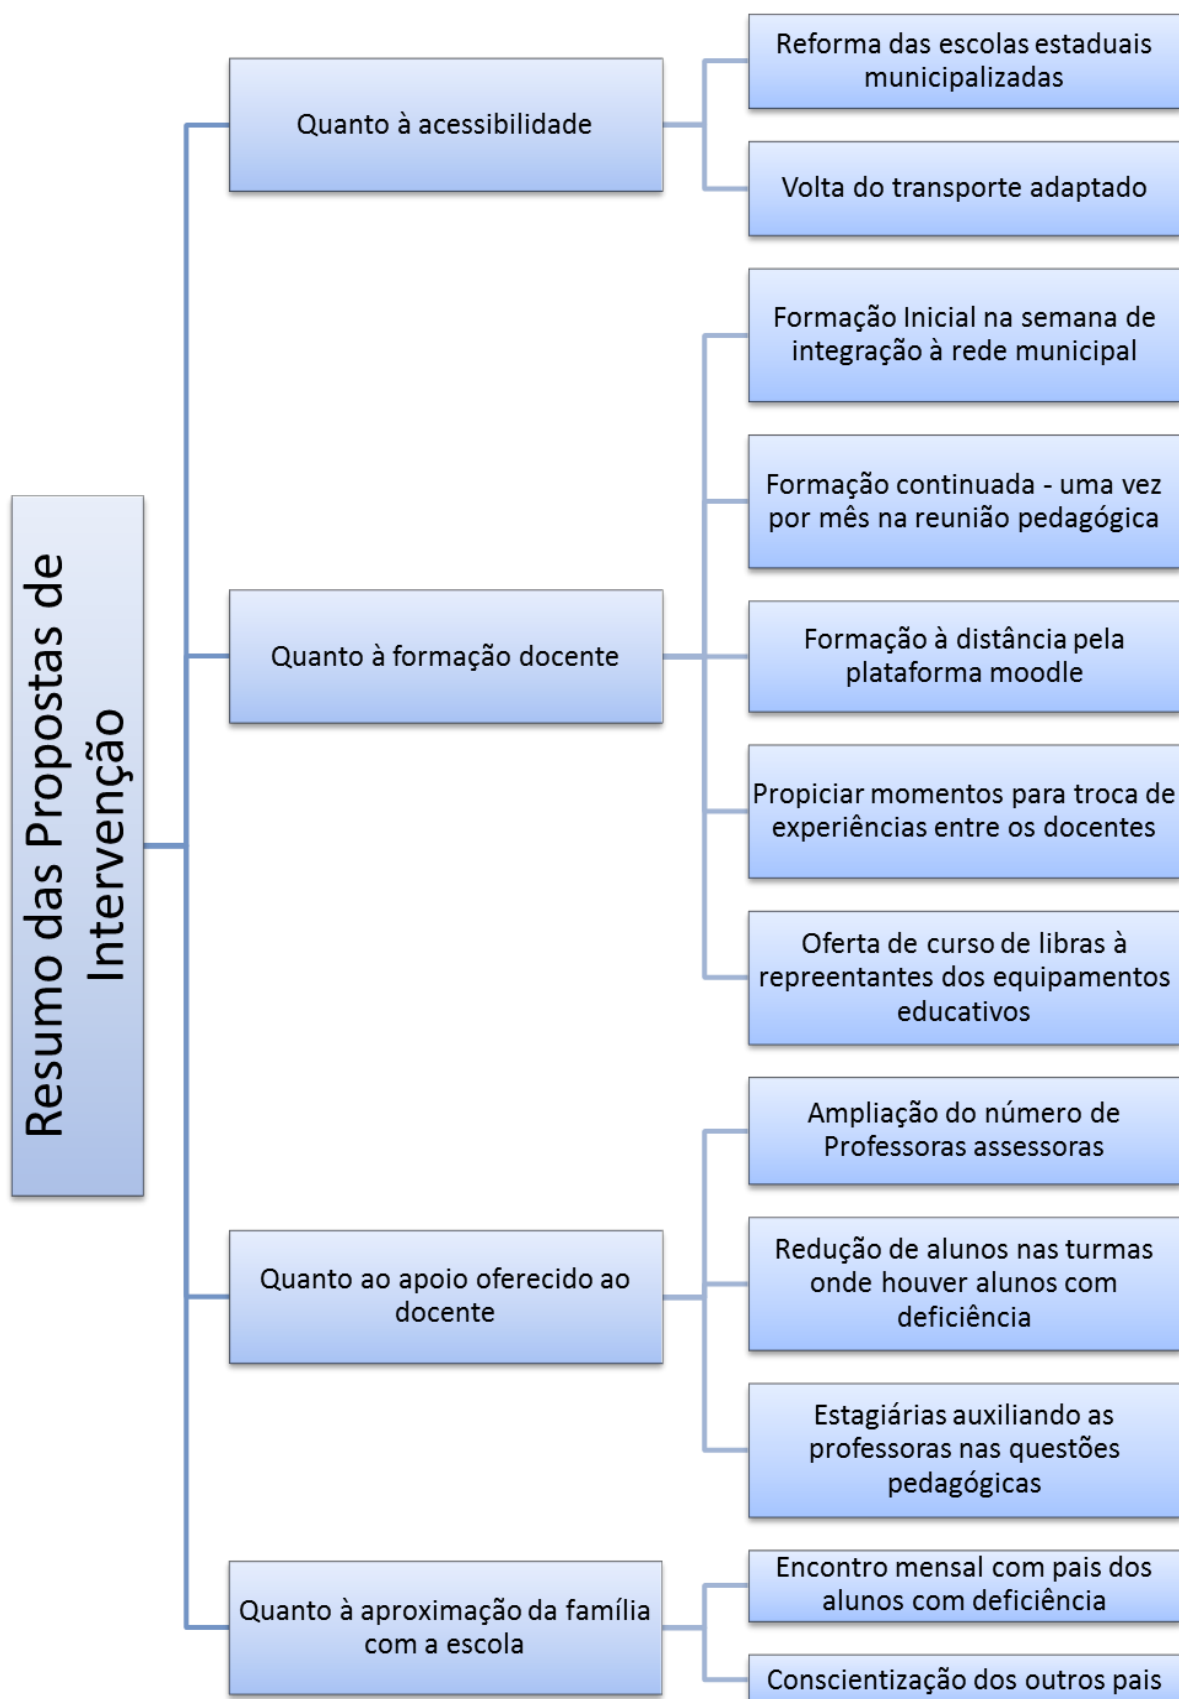 Resumo das Propostas de
Intervenção
Quanto à acessibilidade
Reforma das escolas estaduais
municipalizadas
Volta do transporte adaptado
Quanto à formação docente
Formação Inicial na semana de
integração à rede municipal
Formação continuada - uma vez
por mês na reunião pedagógica
Formação à distância pela
plataforma moodle
Propiciar momentos para troca de
experiências entre os docentes
Oferta de curso de libras à
repreentantes dos equipamentos
educativos
Quanto ao apoio oferecido ao
docente
Ampliação do número de
Professoras assessoras
Redução de alunos nas turmas
onde houver alunos com
deficiência
Estagiárias auxiliando as
professoras nas questões
pedagógicas
Quanto à aproximação da família
com a escola
Encontro mensal com pais dos
alunos com deficiência
Conscientização dos outros pais